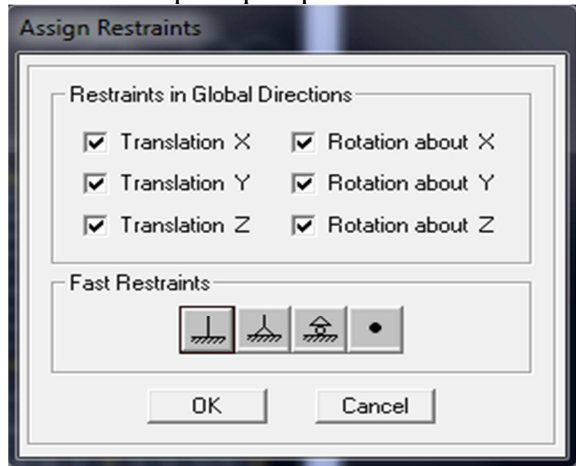 Assign Restraints
Restraints in Global Directions
Translation X
Rotation about X
Translation Y
Rotation about Y
Translation Z
Rotation about Z
Fast Restraints
OK
Cancel